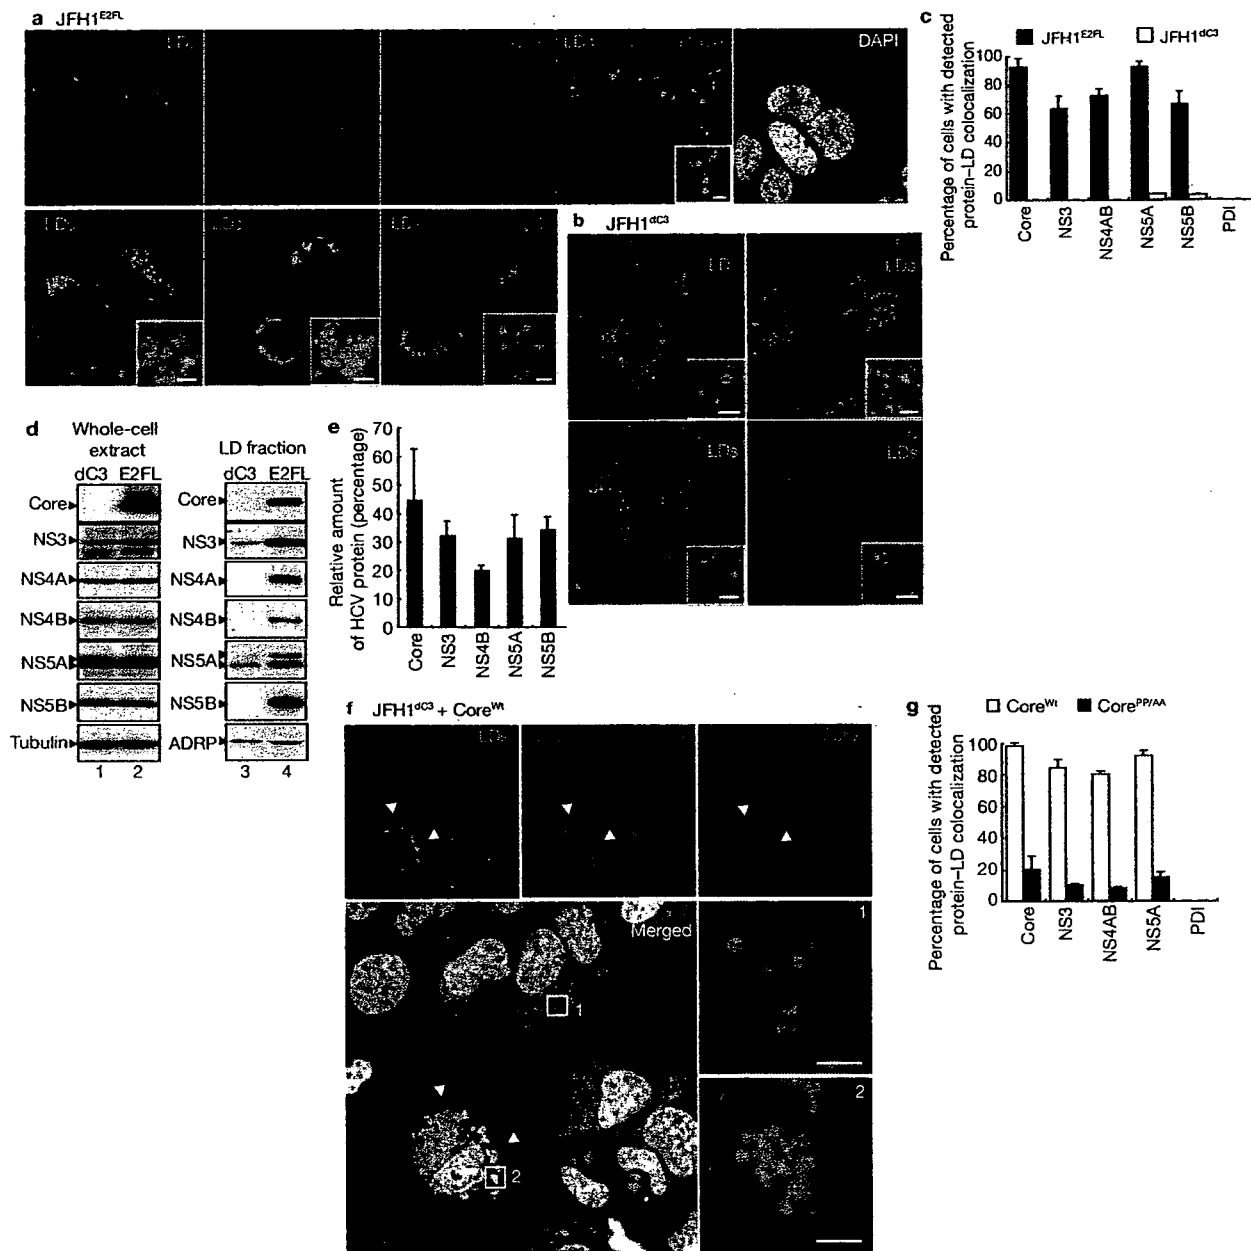 a JFH1E2FL
LDs
LDs
DAPI
LDs
LDs
LDs
b JFH1dC3
LD
LDs
LDs
LDs
c
JFH1E2FL
JFH1dC3
Percentage of cells with detected
protein–LD colocalization
100
80
60
40
20
0
Core
NS3
NS4AB
NS5A
NS5B
PDI
d
Whole-cell
extract
LD fraction
dC3 E2FL
dC3 E2FL
Core
Core
NS3
NS3
NS4A
NS4A
NS4B
NS4B
NS5A
NS5A
NS5B
NS5B
Tubulin
ADRP
1 2
3 4
e
Relative amount
of HCV protein (percentage)
70
60
50
40
30
20
10
0
Core
NS3
NS4B
NS5A
NS5B
f JFH1dC3 + CoreWt
LDs
Merged
1
2
1
2
g
CoreWt
CorePP/AA
Percentage of cells with detected
protein–LD colocalization
100
80
60
40
20
0
Core
NS3
NS4AB
NS5A
PDI